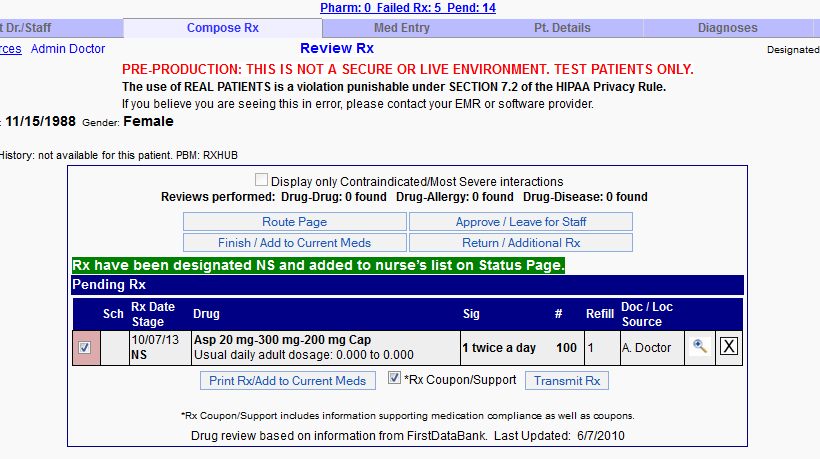 Pharm: 0 Failed Rx: 5 Pend: 14
t Dr./Staff Compose Rx Med Entry Pt. Details Diagnoses
rces Admin Doctor Review Rx Designated
PRE-PRODUCTION: THIS IS NOT A SECURE OR LIVE ENVIRONMENT. TEST PATIENTS ONLY.
The use of REAL PATIENTS is a violation punishable under SECTION 7.2 of the HIPAA Privacy Rule.
If you believe you are seeing this in error, please contact your EMR or software provider.
: 11/15/1988 Gender: Female
History: not available for this patient. PBM: RXHUB
Display only Contraindicated/Most Severe interactions
Reviews performed: Drug-Drug: 0 found Drug-Allergy: 0 found Drug-Disease: 0 found
Route Page Approve / Leave for Staff
Finish / Add to Current Meds Return / Additional Rx
Rx have been designated NS and added to nurse's list on Status Page.
Pending Rx
Sch Rx Date Stage Drug Sig # Refill Doc / Loc Source
10/07/13 NS Asp 20 mg-300 mg-200 mg Cap 1 twice a day 100 1 A. Doctor X
Usual daily adult dosage: 0.000 to 0.000
Print Rx/Add to Current Meds *Rx Coupon/Support Transmit Rx
*Rx Coupon/Support includes information supporting medication compliance as well as coupons.
Drug review based on information from FirstDataBank. Last Updated: 6/7/2010